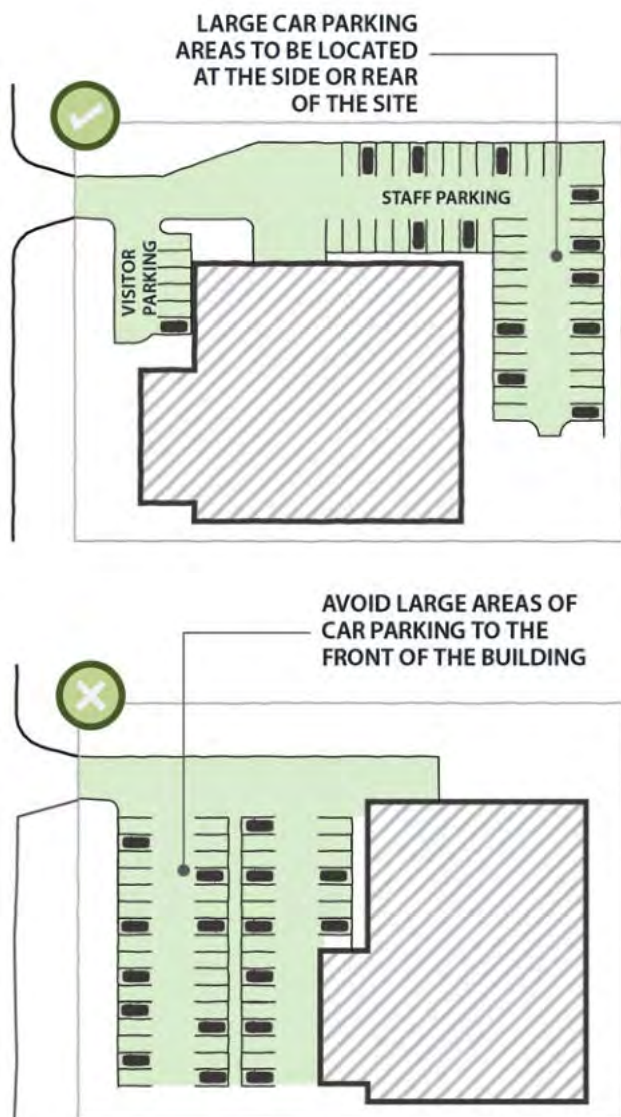 LARGE CAR PARKING
AREAS TO BE LOCATED
AT THE SIDE OR REAR
OF THE SITE
STAFF PARKING
VISITOR
PARKING
AVOID LARGE AREAS OF
CAR PARKING TO THE
FRONT OF THE BUILDING